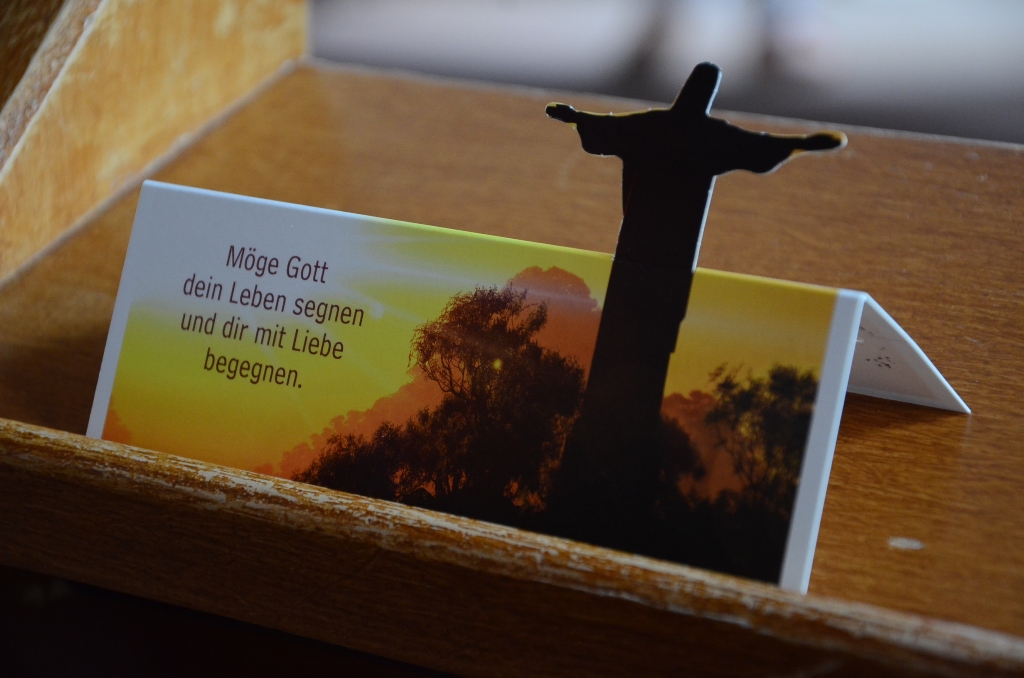 Möge Gott
dein Leben segnen
und dir mit Liebe
begegnen.